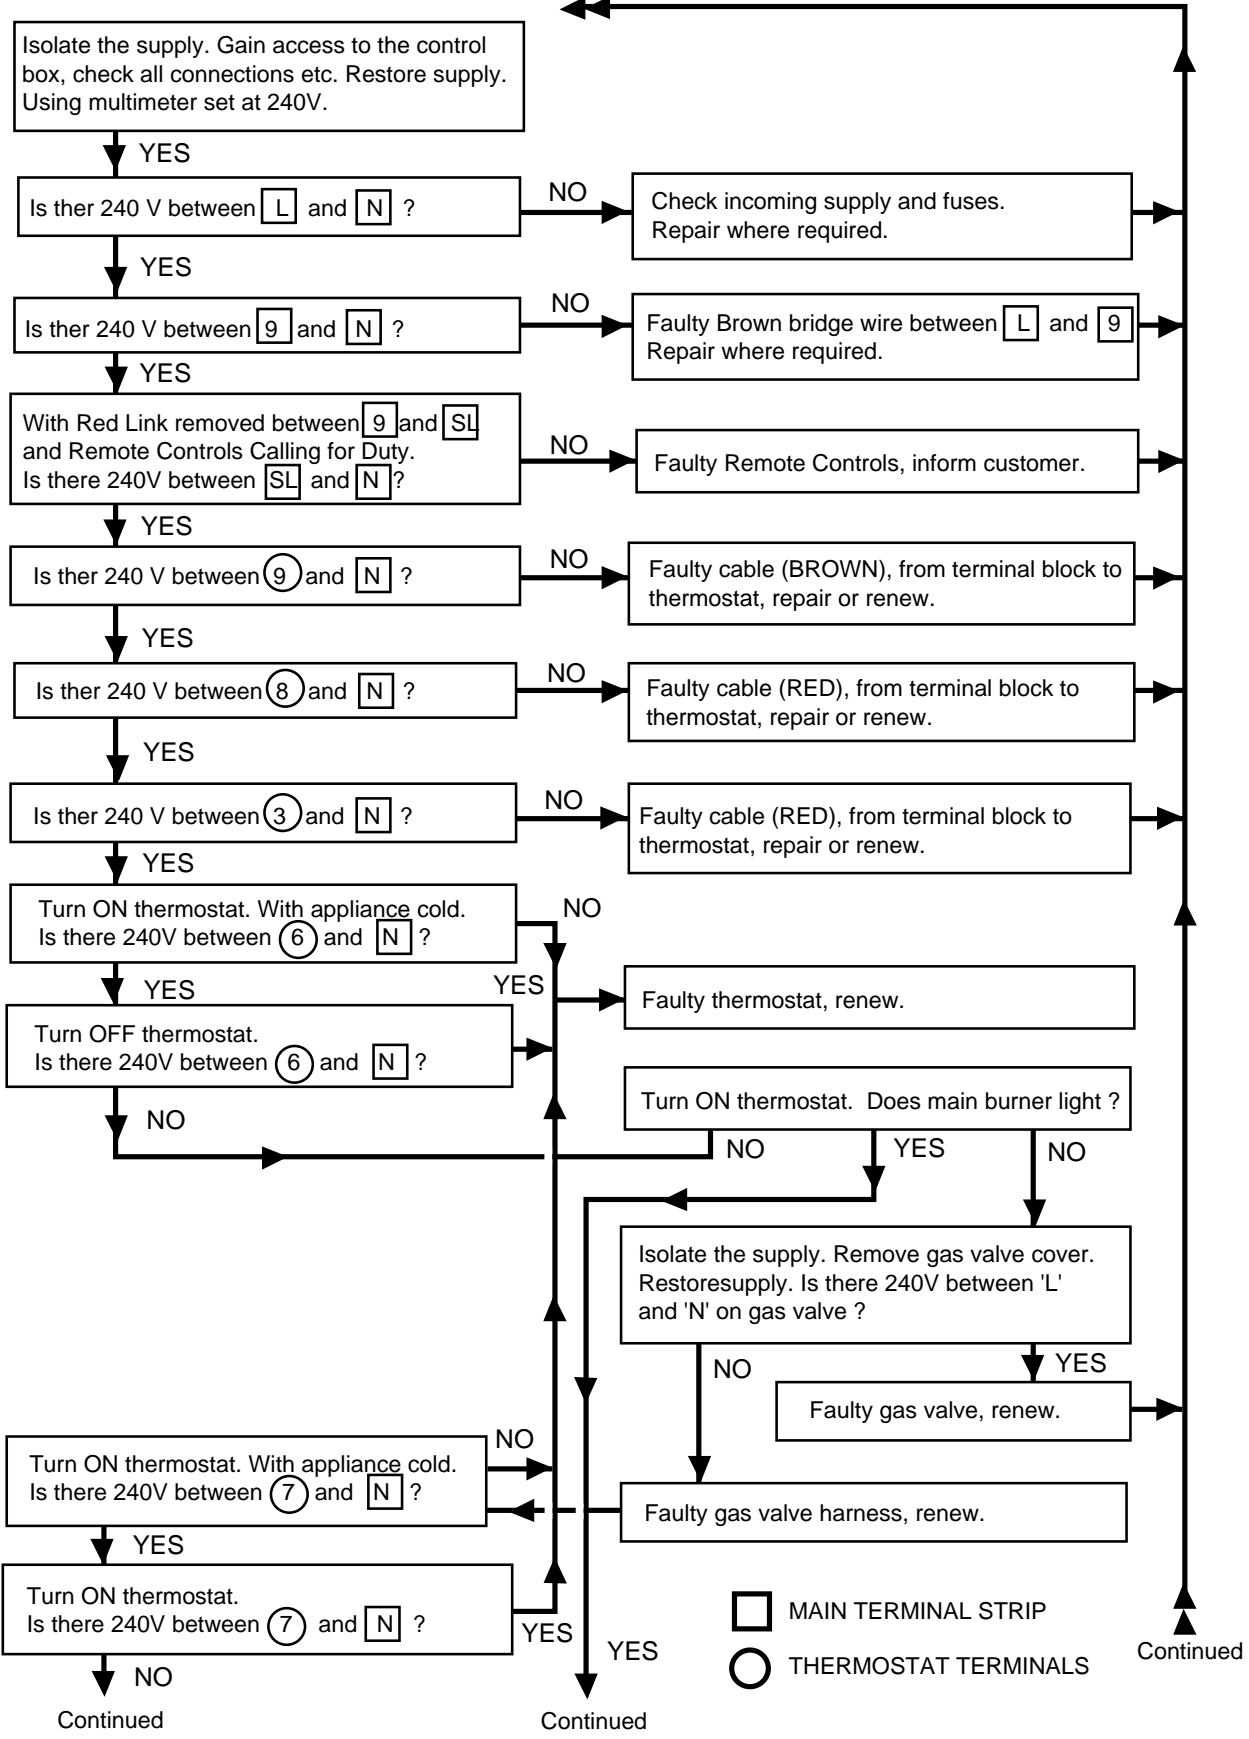 Isolate the supply. Gain access to the control
box, check all connections etc. Restore supply.
Using multimeter set at 240V.
YES
Is ther 240 V between L and N ?
NO
Check incoming supply and fuses.
Repair where required.
YES
Is ther 240 V between 9 and N ?
NO
Faulty Brown bridge wire between L and 9
Repair where required.
YES
With Red Link removed between 9 and SL
and Remote Controls Calling for Duty.
Is there 240V between SL and N ?
NO
Faulty Remote Controls, inform customer.
YES
Is ther 240 V between 9 and N ?
NO
Faulty cable (BROWN), from terminal block to
thermostat, repair or renew.
YES
Is ther 240 V between 8 and N ?
NO
Faulty cable (RED), from terminal block to
thermostat, repair or renew.
YES
Is ther 240 V between 3 and N ?
NO
Faulty cable (RED), from terminal block to
thermostat, repair or renew.
YES
Turn ON thermostat. With appliance cold.
Is there 240V between 6 and N ?
NO
YES
YES
Faulty thermostat, renew.
Turn OFF thermostat.
Is there 240V between 6 and N ?
NO
Turn ON thermostat. Does main burner light ?
NO
YES
NO
Isolate the supply. Remove gas valve cover.
Restoresupply. Is there 240V between 'L'
and 'N' on gas valve ?
NO
YES
Faulty gas valve, renew.
NO
Turn ON thermostat. With appliance cold.
Is there 240V between 7 and N ?
Faulty gas valve harness, renew.
YES
Turn ON thermostat.
Is there 240V between 7 and N ?
YES
YES
NO
Continued
Continued
MAIN TERMINAL STRIP
THERMOSTAT TERMINALS
Continued